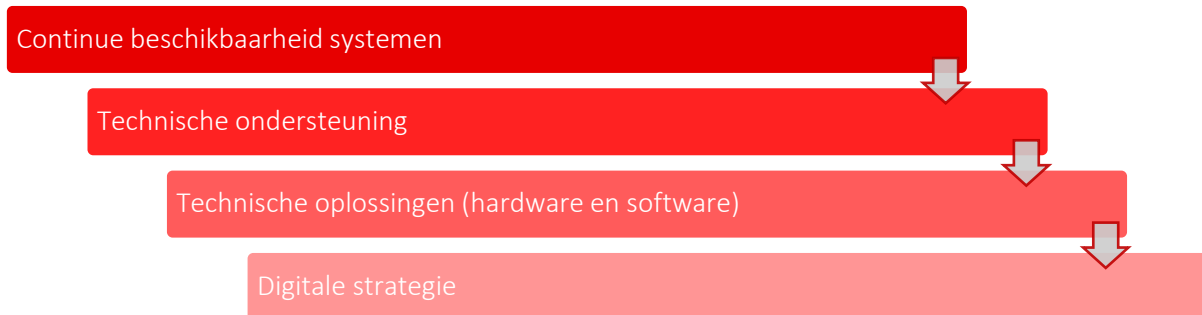 Continue beschikbaarheid systemen
Technische ondersteuning
Technische oplossingen (hardware en software)
Digitale strategie